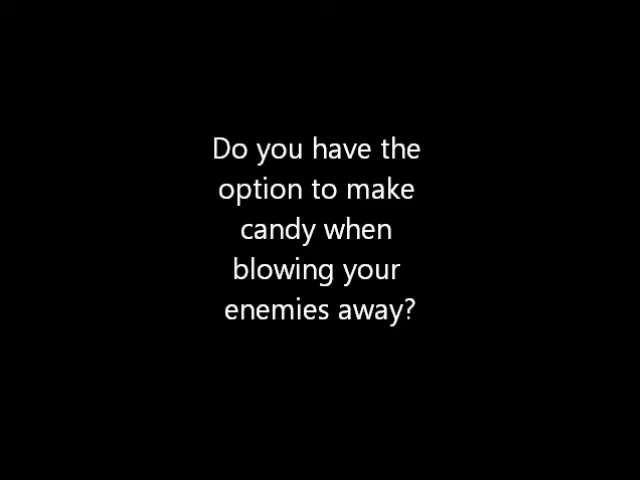 Do you have the
option to make
candy when
blowing your
enemies away?